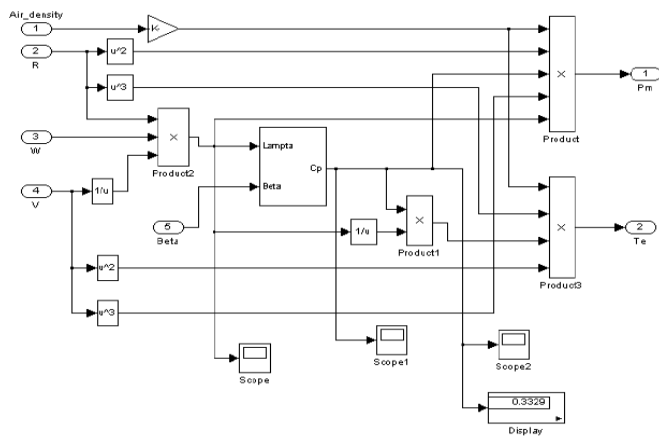 Air_density
1
K-
2
R
u^2
u^3
3
W
Product2
4
V
1/u
Lampta
Beta
Cp
5
Beta
1/u
Product1
u^2
u^3
Product
1
Pm
Product3
2
Te
Scope
Scope1
Scope2
0.3329
Display